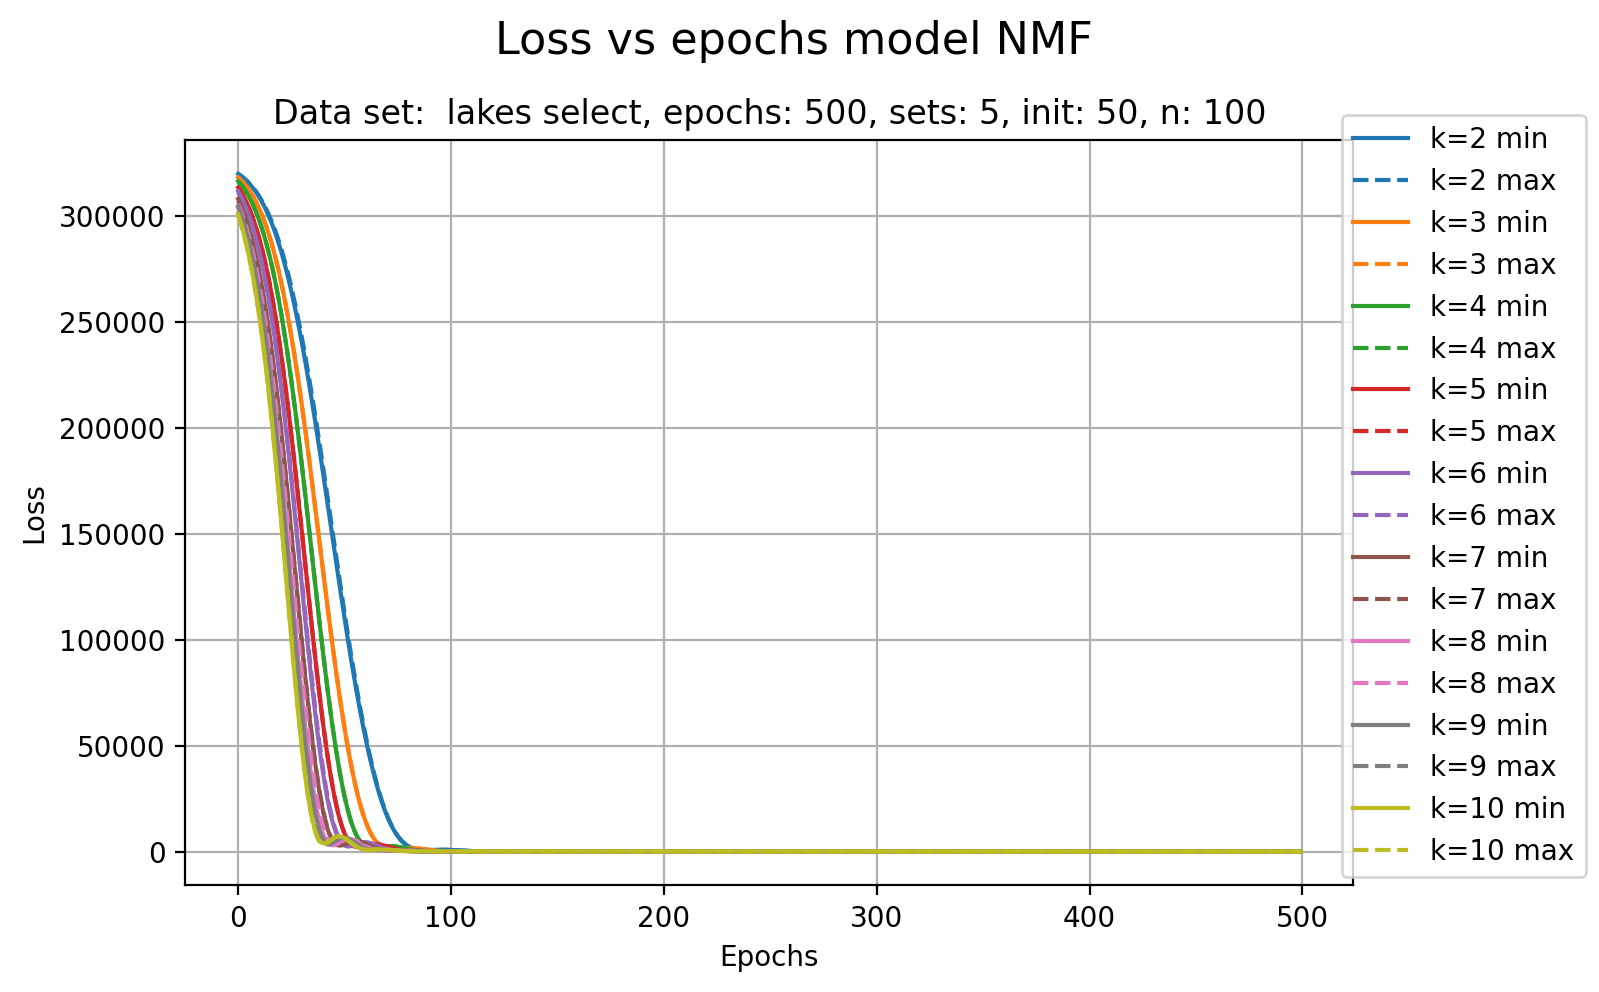 Loss vs epochs model NMF
Data set:  lakes select, epochs: 500, sets: 5, init: 50, n: 100
k=2 min
k=2 max
k=3 min
k=3 max
k=4 min
k=4 max
k=5 min
k=5 max
k=6 min
k=6 max
k=7 min
k=7 max
k=8 min
k=8 max
k=9 min
k=9 max
k=10 min
k=10 max
Loss
300000
250000
200000
150000
100000
50000
0
0 100 200 300 400 500
Epochs